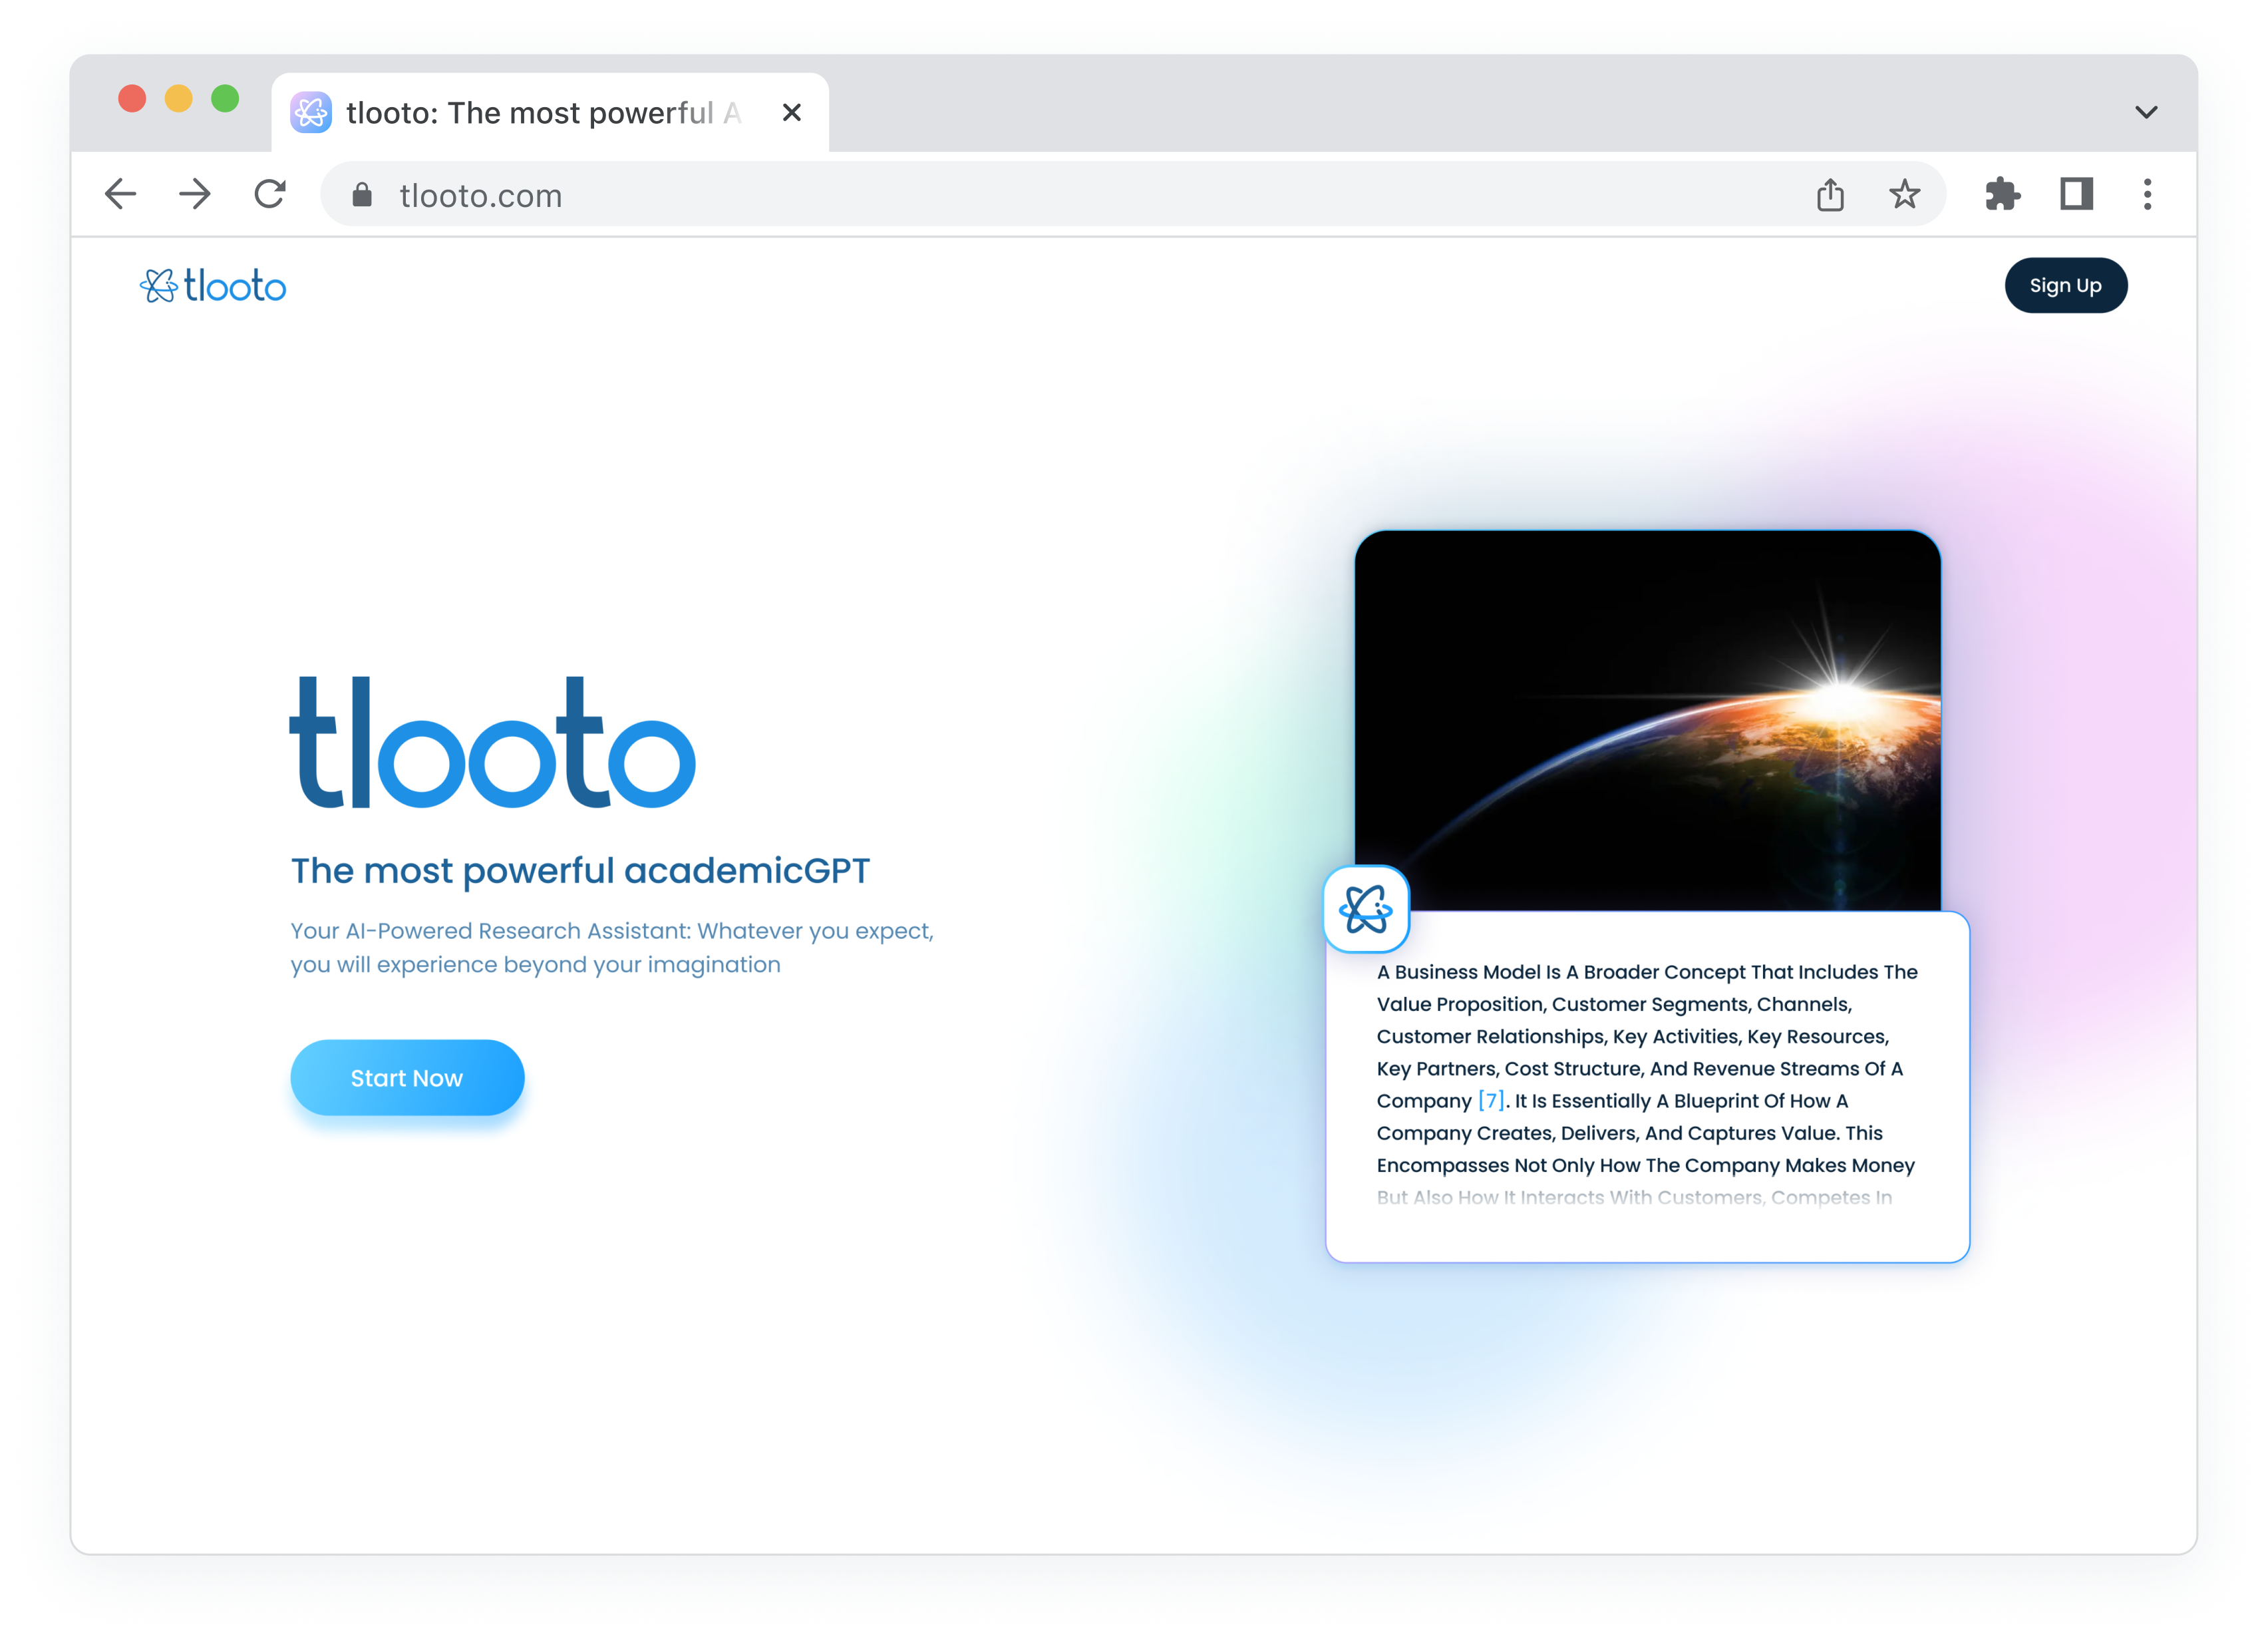 tlooto: The most powerful A
tlooto.com
tlooto
Sign Up
tlooto
The most powerful academicGPT
Your AI-Powered Research Assistant: Whatever you expect,
you will experience beyond your imagination
Start Now
A Business Model Is A Broader Concept That Includes The
Value Proposition, Customer Segments, Channels,
Customer Relationships, Key Activities, Key Resources,
Key Partners, Cost Structure, And Revenue Streams Of A
Company [7]. It Is Essentially A Blueprint Of How A
Company Creates, Delivers, And Captures Value. This
Encompasses Not Only How The Company Makes Money
But Also How It Interacts With Customers, Competes In